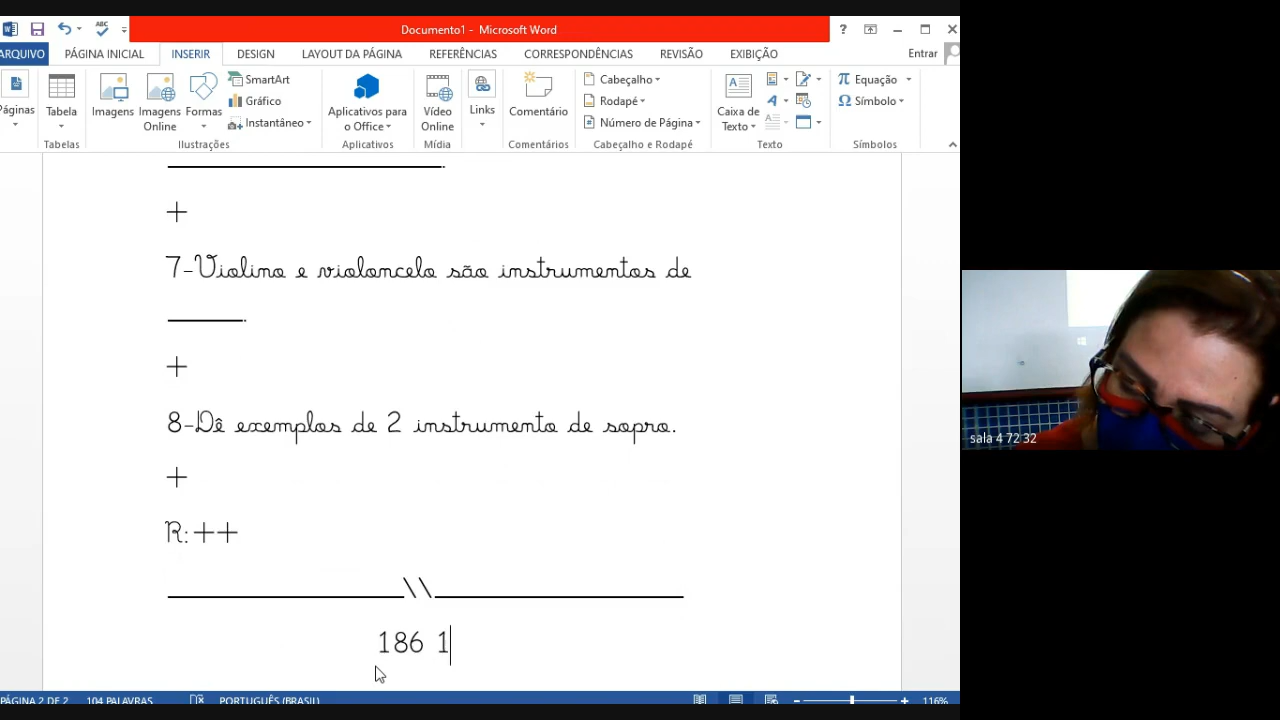 Documento1 - Microsoft Word
ARQUIVO PÁGINA INICIAL INSERIR DESIGN LAYOUT DA PÁGINA REFERÊNCIAS CORRESPONDÊNCIAS REVISÃO EXIBIÇÃO Entrar
Páginas
Tabela
Imagens
Imagens Online
Formas
SmartArt
Gráfico
Instantâneo
Aplicativos para o Office
Vídeo Online
Links
Comentário
Cabeçalho
Rodapé
Número de Página
Caixa de Texto
Equação
Símbolo
Tabelas Ilustrações Aplicativos Mídia Comentários Cabeçalho e Rodapé Texto Símbolos
+
7-Violino e violoncelo são instrumentos de
______.
+
8-Dê exemplos de 2 instrumento de sopro.
+
R:++
\\
186 1
PÁGINA 2 DE 2 104 PALAVRAS PORTUGUÊS (BRASIL) 116%
sala 4 72 32